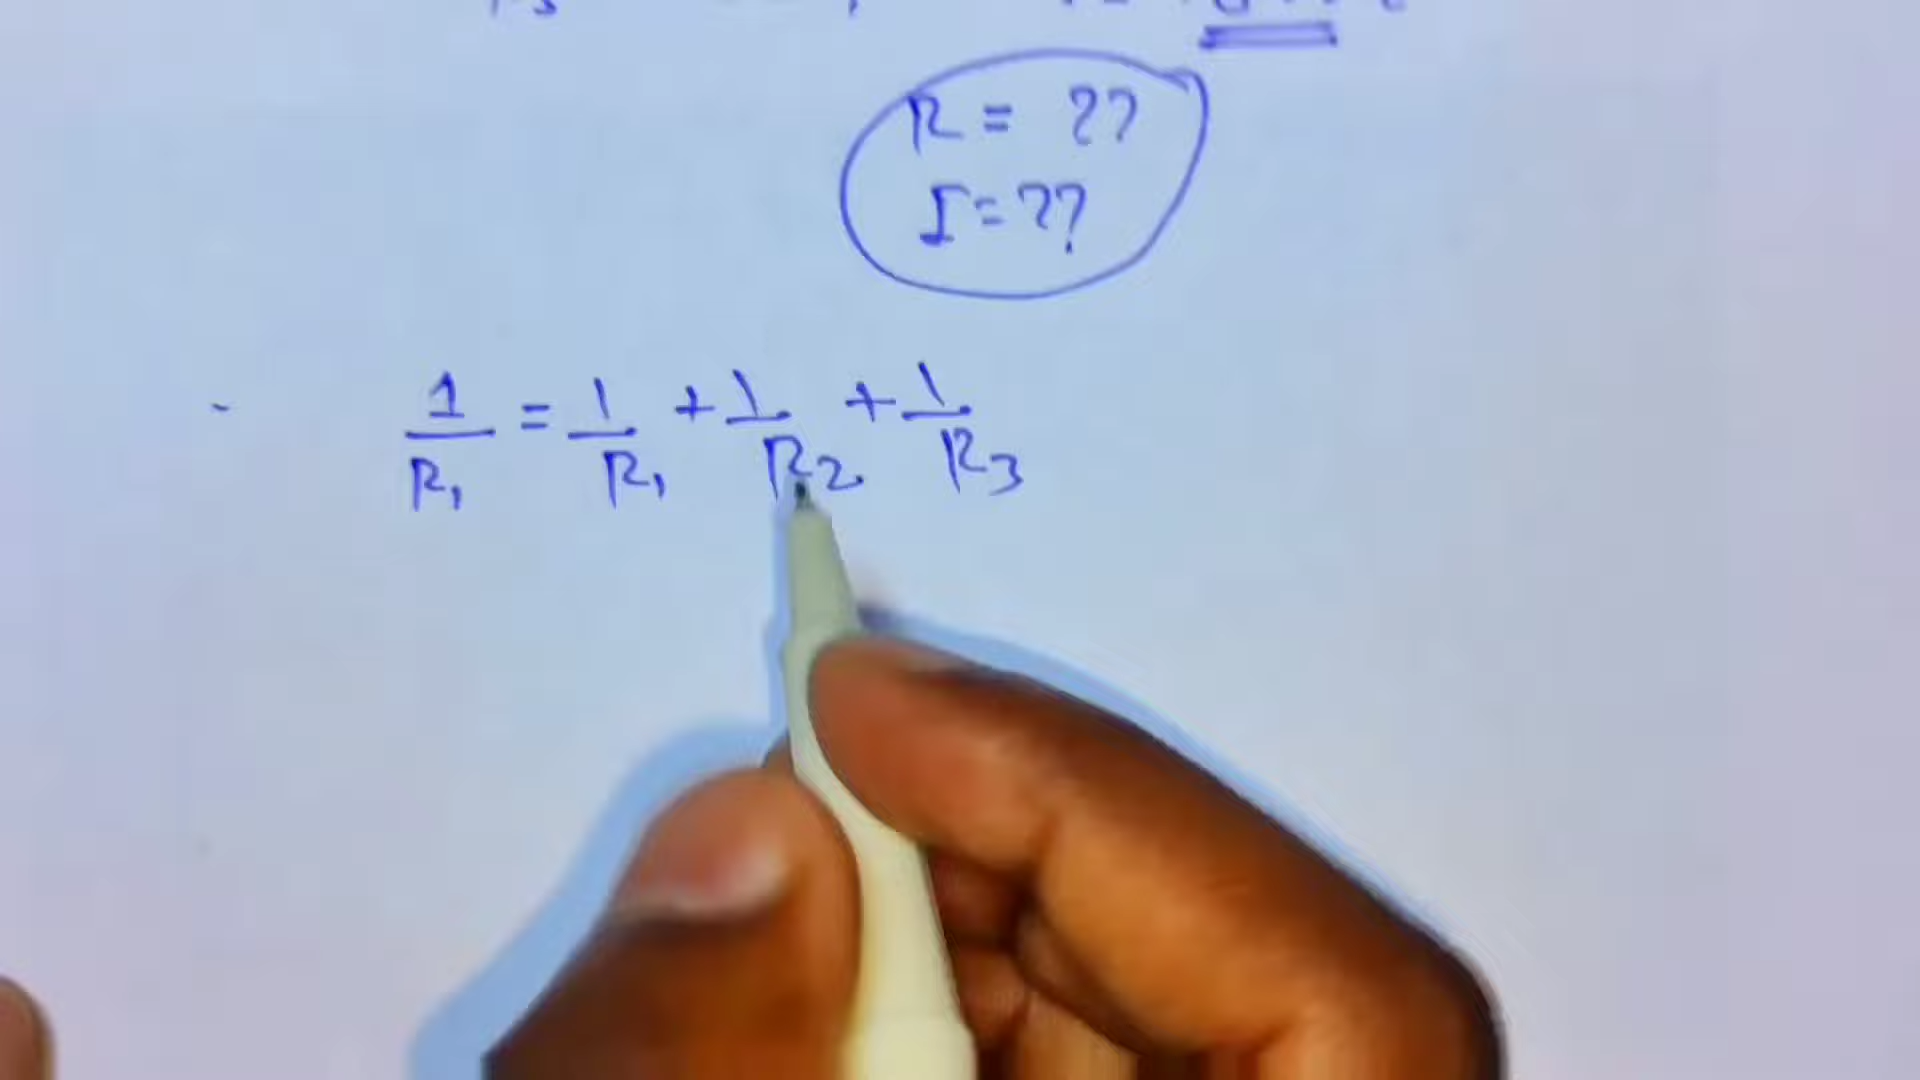 R = ??
I = ??
1/R₁ = 1/R₁ + 1/R₂ + 1/R₃